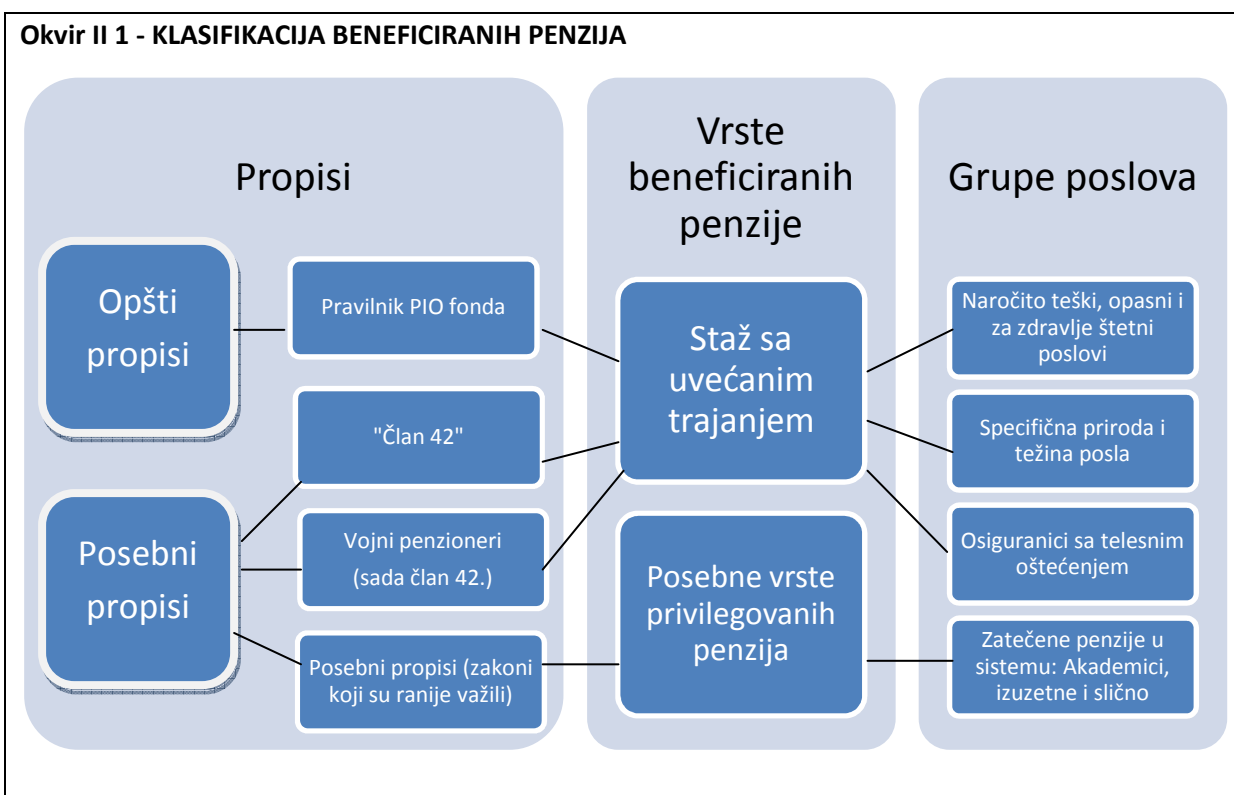 Okvir II 1 - KLASIFIKACIJA BENEFICIRANIH PENZIJA
Propisi
Opšti
propisi
Posebni
propisi
Pravilnik PIO fonda
"Član 42"
Vojni penzioneri
(sada član 42.)
Posebni propisi (zakoni
koji su ranije važili)
Vrste
beneficiranih
penzije
Staž sa
uvećanim
trajanjem
Posebne vrste
privilegovanih
penzija
Grupe poslova
Naročito teški, opasni i
za zdravlje štetni
poslovi
Specifična priroda i
težina posla
Osiguranici sa telesnim
oštećenjem
Zatečene penzije u
sistemu: Akademici,
izuzetne i slično